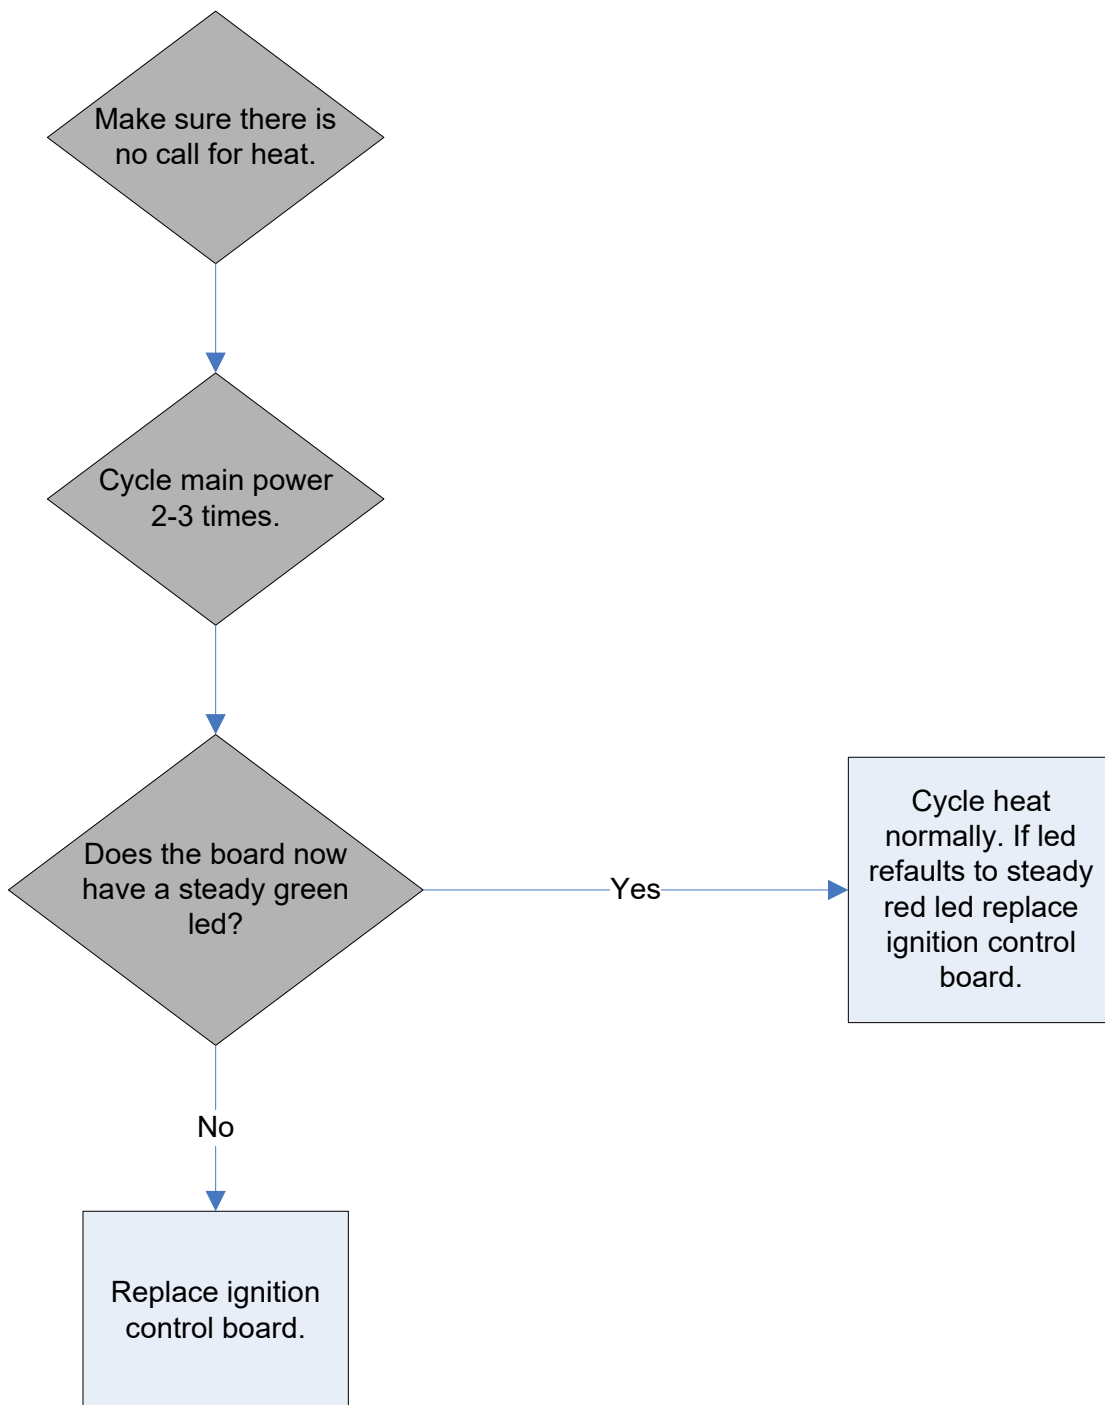 Make sure there is
no call for heat.
Cycle main power
2-3 times.
Does the board now
have a steady green
led?
Yes
Cycle heat
normally. If led
refaults to steady
red led replace
ignition control
board.
No
Replace ignition
control board.